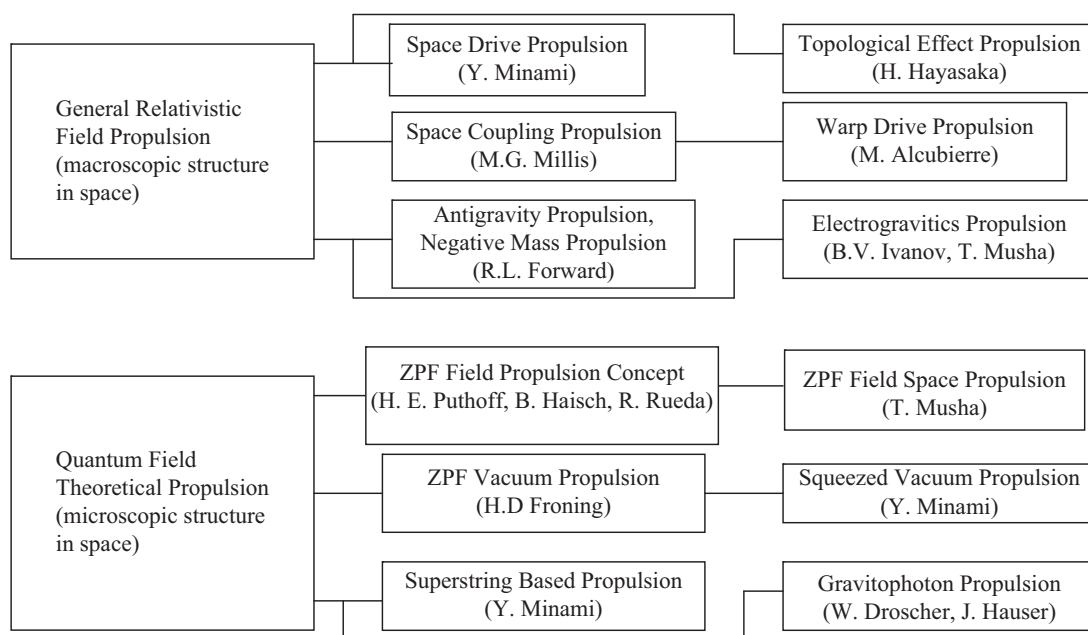 General Relativistic
Field Propulsion
(macroscopic structure
in space)
Space Drive Propulsion
(Y. Minami)
Topological Effect Propulsion
(H. Hayasaka)
Space Coupling Propulsion
(M.G. Millis)
Warp Drive Propulsion
(M. Alcubierre)
Antigravity Propulsion,
Negative Mass Propulsion
(R.L. Forward)
Electrogravitics Propulsion
(B.V. Ivanov, T. Musha)
Quantum Field
Theoretical Propulsion
(microscopic structure
in space)
ZPF Field Propulsion Concept
(H. E. Puthoff, B. Haisch, R. Rueda)
ZPF Field Space Propulsion
(T. Musha)
ZPF Vacuum Propulsion
(H.D Froning)
Squeezed Vacuum Propulsion
(Y. Minami)
Superstring Based Propulsion
(Y. Minami)
Gravitophoton Propulsion
(W. Droscher, J. Hauser)